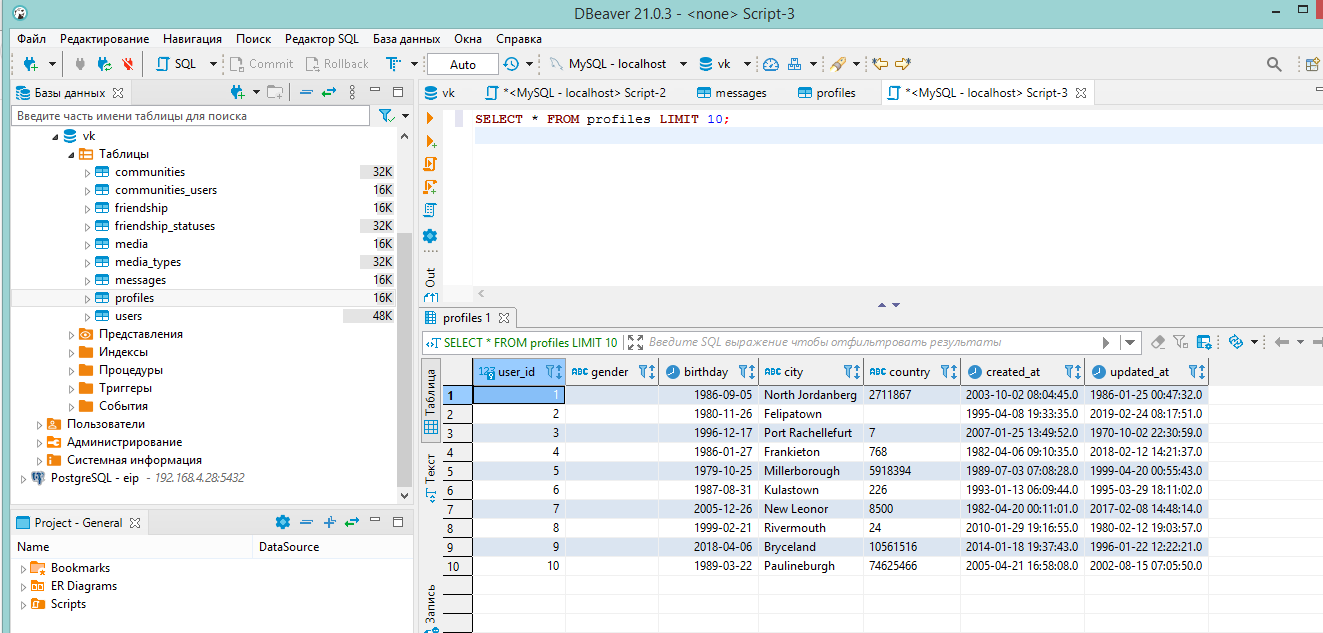 DBeaver 21.0.3 - <none> Script-3
Файл Редактирование Навигация Поиск Редактор SQL База данных Окна Справка
SQL Commit Rollback Auto MySQL - localhost vk
Базы данных
Введите часть имени таблицы для поиска
vk
Таблицы
communities 32K
communities_users 16K
friendship 16K
friendship_statuses 32K
media 16K
media_types 32K
messages 16K
profiles 16K
users 48K
Представления
Индексы
Процедуры
Триггеры
События
Пользователи
Администрирование
Системная информация
PostgreSQL - eip - 192.168.4.28:5432
Project - General
Name DataSource
Bookmarks
ER Diagrams
Scripts
vk *<MySQL - localhost> Script-2 messages profiles *<MySQL - localhost> Script-3
SELECT * FROM profiles LIMIT 10;
Out
profiles 1
SELECT * FROM profiles LIMIT 10 Введите SQL выражение чтобы отфильтровать результаты
Таблица
Текст
Запись
123 user_id ABC gender birthday ABC city ABC country created_at updated_at
1 1 1986-09-05 North Jordanberg 2711867 2003-10-02 08:04:45.0 1986-01-25 00:47:32.0
2 2 1980-11-26 Felipatown 1995-04-08 19:33:35.0 2019-02-24 08:17:51.0
3 3 1996-12-17 Port Rachellefurt 7 2007-01-25 13:49:52.0 1970-10-02 22:30:59.0
4 4 1986-01-27 Frankieton 768 1982-04-06 09:10:35.0 2018-02-12 14:21:37.0
5 5 1979-10-25 Millerborough 5918394 1989-07-03 07:08:28.0 1999-04-20 00:55:43.0
6 6 1987-08-31 Kulastown 226 1993-01-13 06:09:44.0 1995-03-29 18:11:02.0
7 7 2005-12-26 New Leonor 8500 1982-04-20 00:11:01.0 2017-02-08 14:48:14.0
8 8 1999-02-21 Rivermouth 24 2010-01-29 19:16:55.0 1980-02-12 19:03:57.0
9 9 2018-04-06 Bryceland 10561516 2014-01-18 19:37:43.0 1996-01-22 12:22:21.0
10 10 1989-03-22 Paulineburgh 74625466 2005-04-21 16:58:08.0 2002-08-15 07:05:50.0